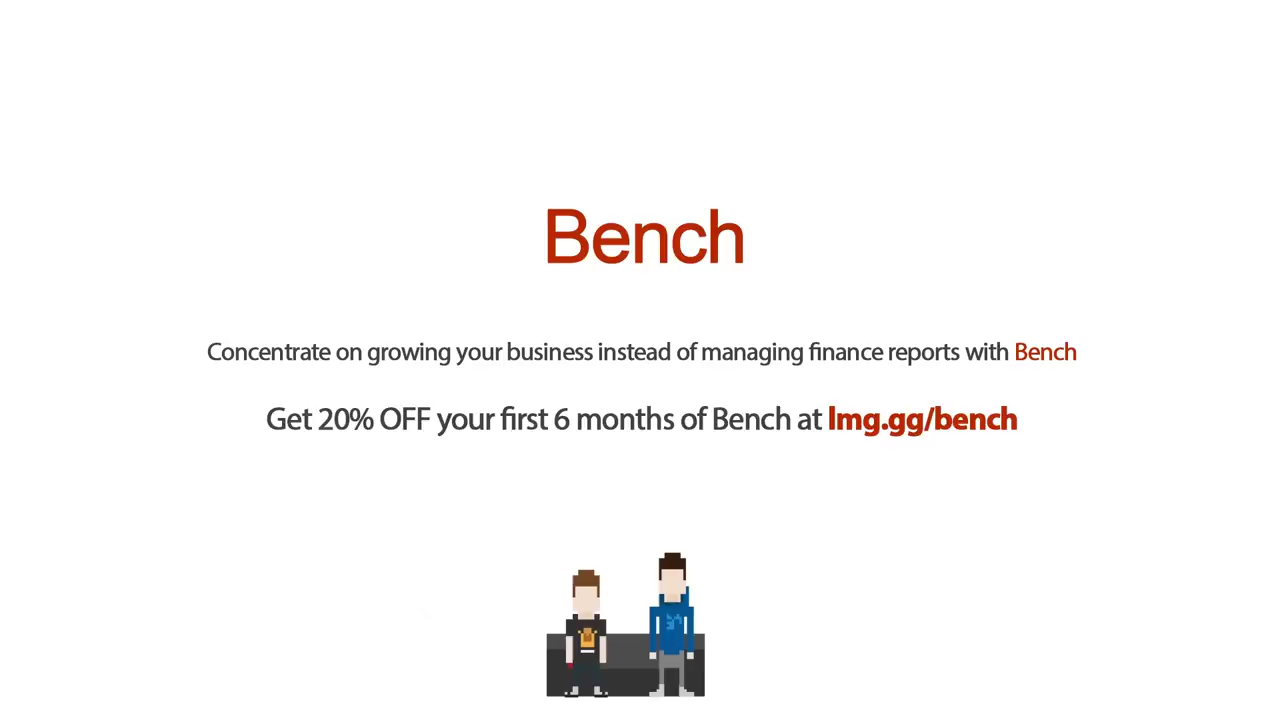 Bench
Concentrate on growing your business instead of managing finance reports with Bench
Get 20% OFF your first 6 months of Bench at lmg.gg/bench